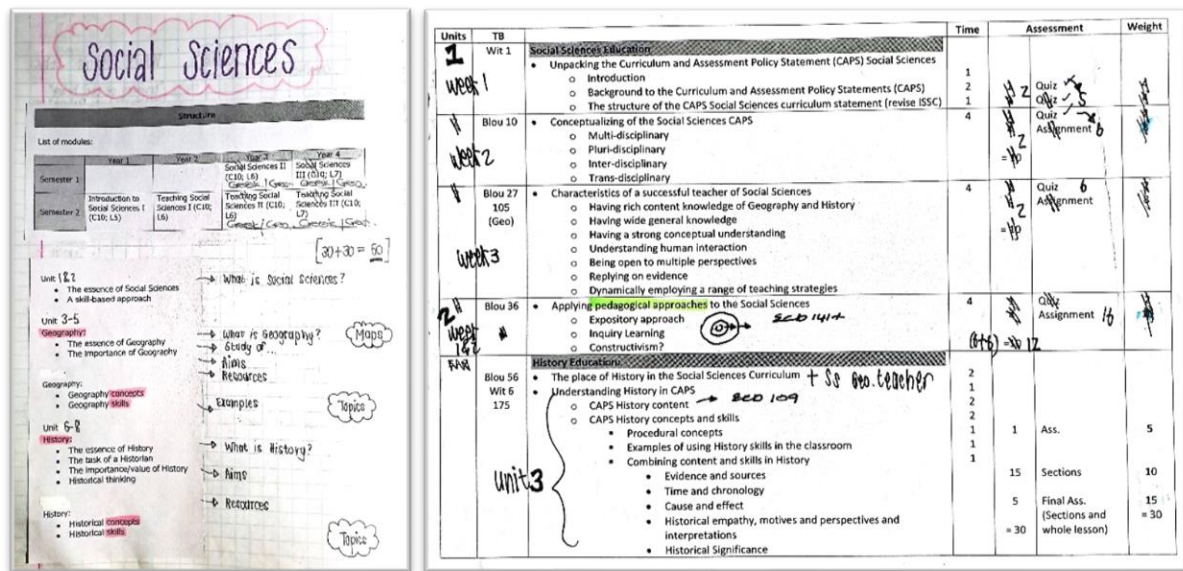 Social Sciences
Structure
List of modules:
Year 1 Year 2 Year 3 Year 4
Semester 1 Social Sciences II (C10; L6) Social Sciences III (C10; L7)
Semester 2 Introduction to Social Sciences I (C10; L5) Teaching Social Sciences I (C10; L6) Teaching Social Sciences II (C10; L6) Teaching Social Sciences III (C10; L7)
[30+30 = 60]
Unit 1&2
• The essence of Social Sciences
• A skill-based approach
→ What is Social Sciences?
Unit 3-5
Geography:
• The essence of Geography
• The importance of Geography
→ What is Geography?
→ Study of...
→ Aims
→ Resources
Maps
Geography:
• Geography concepts
• Geography skills
→ Examples
Topics
Unit 6-8
History:
• The essence of History
• The task of a Historian
• The importance/value of History
• Historical thinking
→ What is History?
→ Aims
→ Resources
History:
• Historical concepts
• Historical skills
Topics
Units TB Time Assessment Weight
1 Wit 1 Social Sciences Education
Week 1
• Unpacking the Curriculum and Assessment Policy Statement (CAPS) Social Sciences
o Introduction 1
o Background to the Curriculum and Assessment Policy Statements (CAPS) 2 2 Quiz
o The structure of the CAPS Social Sciences curriculum statement (revise ISSC) 1 Quiz 5
Blou 10 • Conceptualizing of the Social Sciences CAPS 4 Quiz
Week 2
o Multi-disciplinary Assignment 6
o Pluri-disciplinary 2
o Inter-disciplinary
o Trans-disciplinary
Blou 27 • Characteristics of a successful teacher of Social Sciences 4 Quiz 6
105 o Having rich content knowledge of Geography and History Assignment
(Geo) o Having wide general knowledge 2
o Having a strong conceptual understanding
o Understanding human interaction
Week 3
o Being open to multiple perspectives
o Replying on evidence
o Dynamically employing a range of teaching strategies
2 Blou 36 • Applying pedagogical approaches to the Social Sciences 4 Quiz
Week 1&2
o Expository approach Assignment 16
o Inquiry Learning
o Constructivism? (6+6) = 12
History Education:
Blou 56 • The place of History in the Social Sciences Curriculum + SS Geo. teacher 2
Wit 6 • Understanding History in CAPS 1
175 o CAPS History content → 2
o CAPS History concepts and skills 2
▪ Procedural concepts 1 1 Ass. 5
▪ Examples of using History skills in the classroom 1
▪ Combining content and skills in History 1
Unit 3
• Evidence and sources 15 Sections 10
• Time and chronology
• Cause and effect 5 Final Ass. 15
• Historical empathy, motives and perspectives and interpretations (Sections and whole lesson) = 30
= 30
• Historical Significance